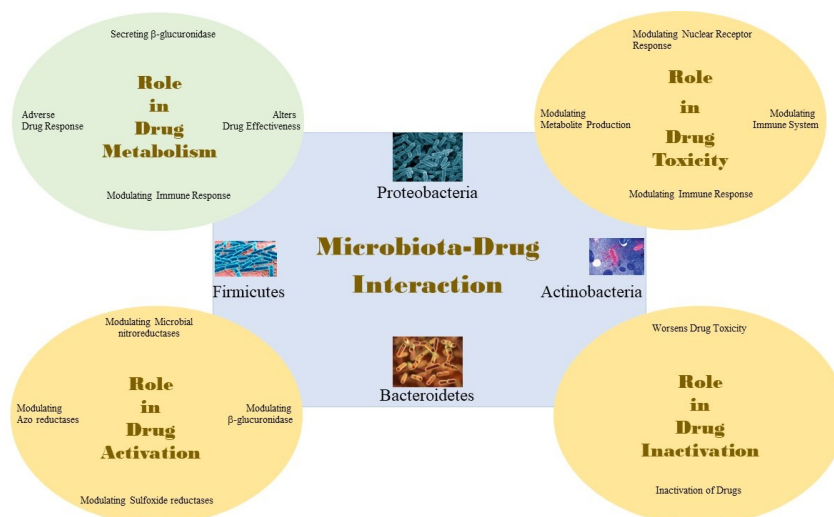 Secreting β-glucuronidase
Role
in
Drug
Metabolism
Adverse
Drug Response
Alters
Drug Effectiveness
Modulating Immune Response
Modulating Nuclear Receptor
Response
Role
in
Drug
Toxicity
Modulating
Metabolite Production
Modulating
Immune System
Modulating Immune Response
Proteobacteria
Microbiota-Drug
Interaction
Firmicutes
Actinobacteria
Bacteroidetes
Modulating Microbial
nitroreductases
Role
in
Drug
Activation
Modulating
Azo reductases
Modulating
β-glucuronidase
Modulating Sulfoxide reductases
Worsens Drug Toxicity
Role
in
Drug
Inactivation
Inactivation of Drugs